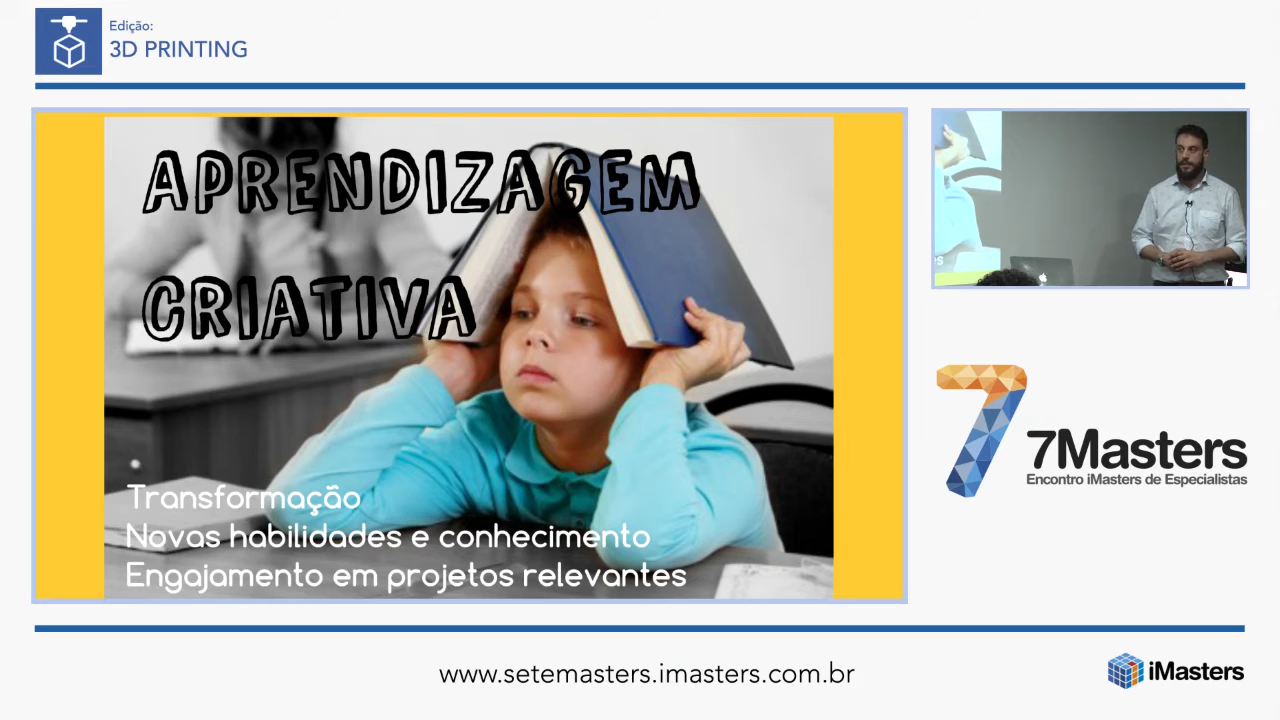 Edição:
3D PRINTING
APRENDIZAGEM
CRIATIVA
Transformação
Novas habilidades e conhecimento
Engajamento em projetos relevantes
7Masters
Encontro iMasters de Especialistas
www.setemasters.imasters.com.br
iMasters